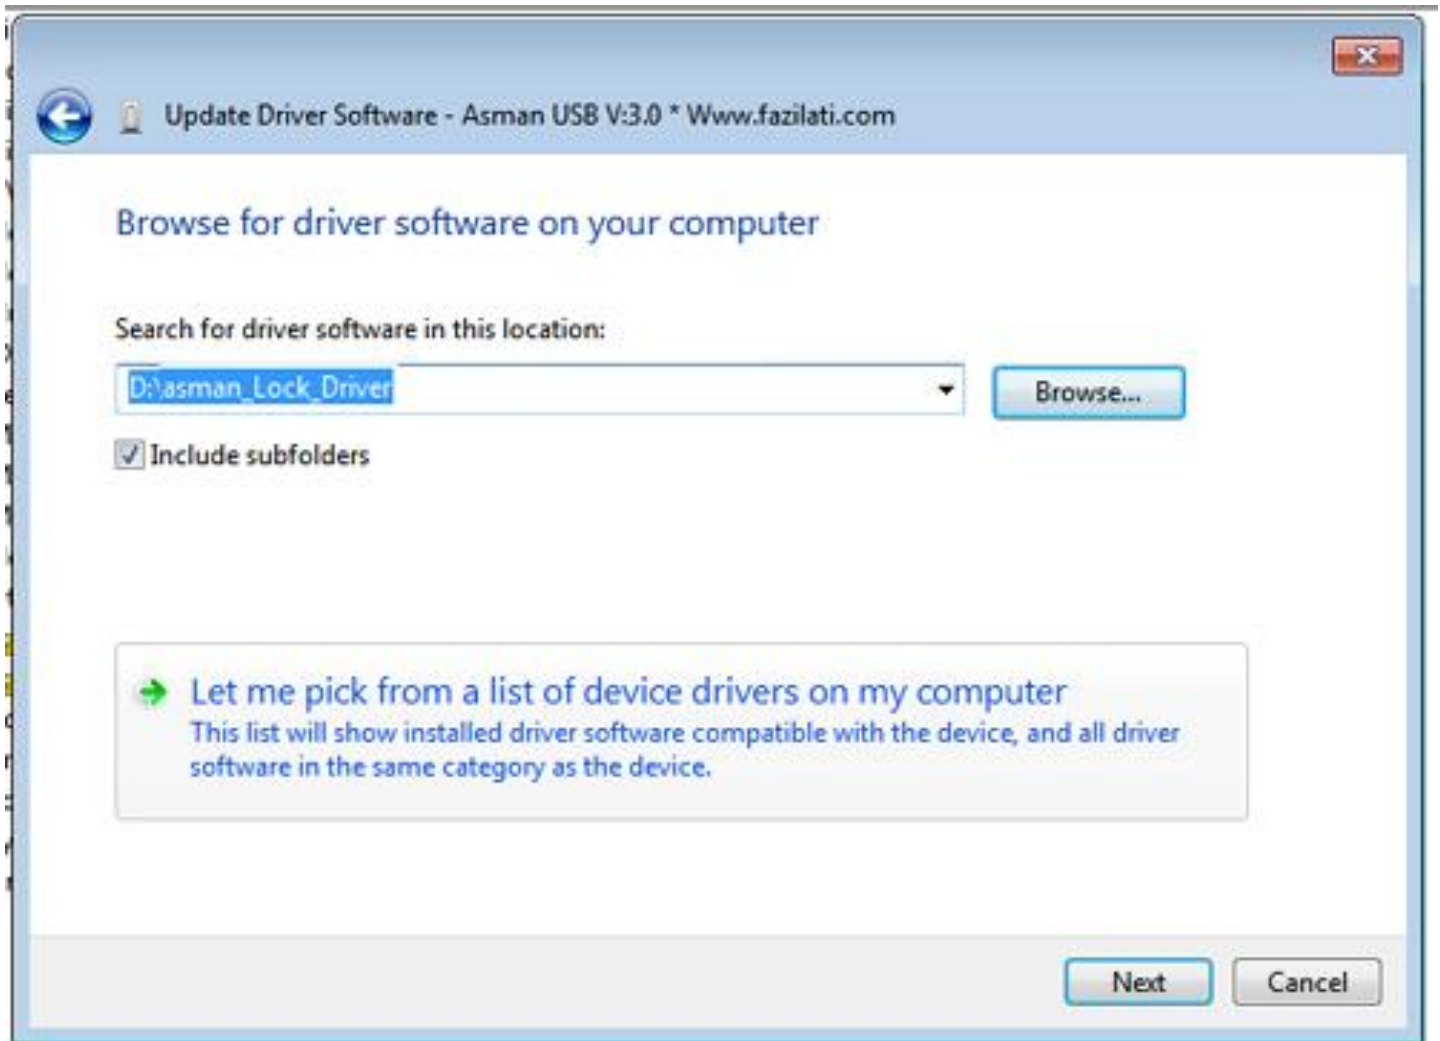 Update Driver Software - Asman USB V:3.0 * Www.fazilati.com
Browse for driver software on your computer
Search for driver software in this location:
D:\asman_Lock_Driver
Browse...
Include subfolders
Let me pick from a list of device drivers on my computer
This list will show installed driver software compatible with the device, and all driver
software in the same category as the device.
Next
Cancel